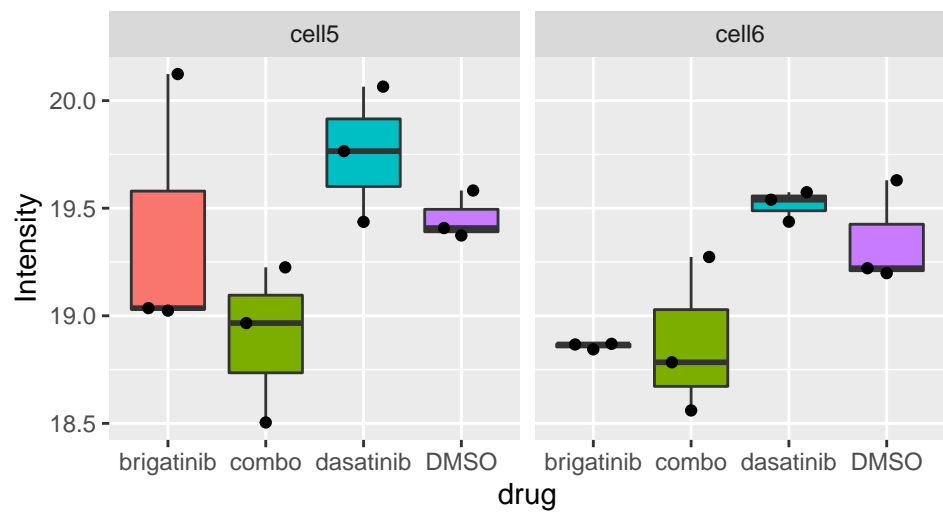 cell5 cell6
Intensity
20.0
19.5
19.0
18.5
brigatinib combo dasatinib DMSO brigatinib combo dasatinib DMSO
drug